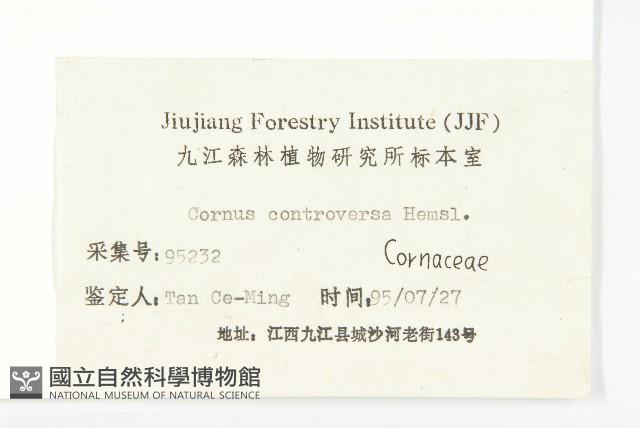 Jiujiang Forestry Institute (JJF)
九江森林植物研究所标本室
Cornus controversa Hemsl.
采集号: 95232
Cornaceae
鉴定人: Tan Ce-Ming 时间: 95/07/27
地址: 江西九江县城沙河老街143号
國立自然科學博物館
NATIONAL MUSEUM OF NATURAL SCIENCE